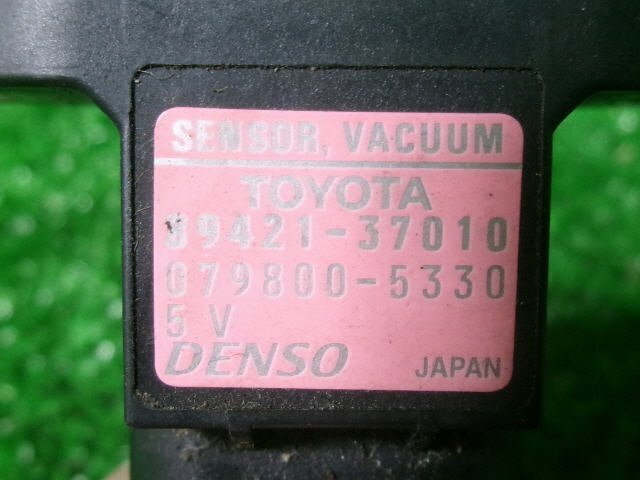 SENSOR, VACUUM
TOYOTA
89421-37010
079800-5330
5 V
DENSO JAPAN